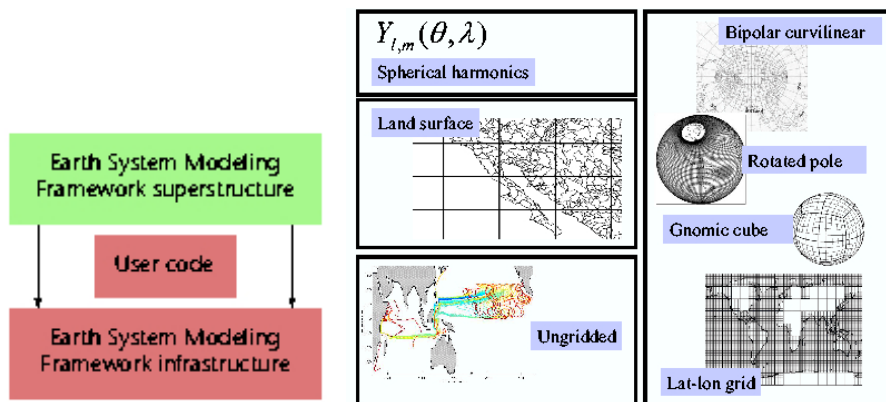 Earth System Modeling
Framework superstructure
User code
Earth System Modeling
Framework infrastructure
Y_{l,m}(θ,λ)
Spherical harmonics
Land surface
Ungridded
Bipolar curvilinear
Rotated pole
Gnomic cube
Lat-lon grid